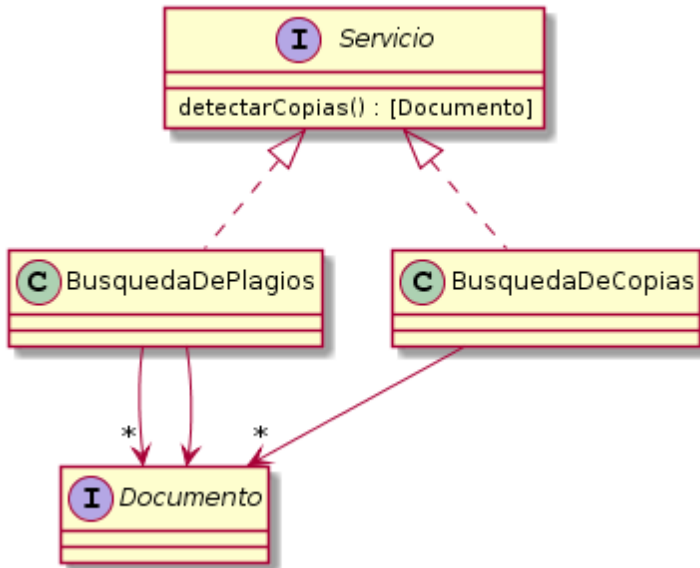 I Servicio
detectarCopias() : [Documento]
C BusquedaDePlagios
C BusquedaDeCopias
* *
I Documento